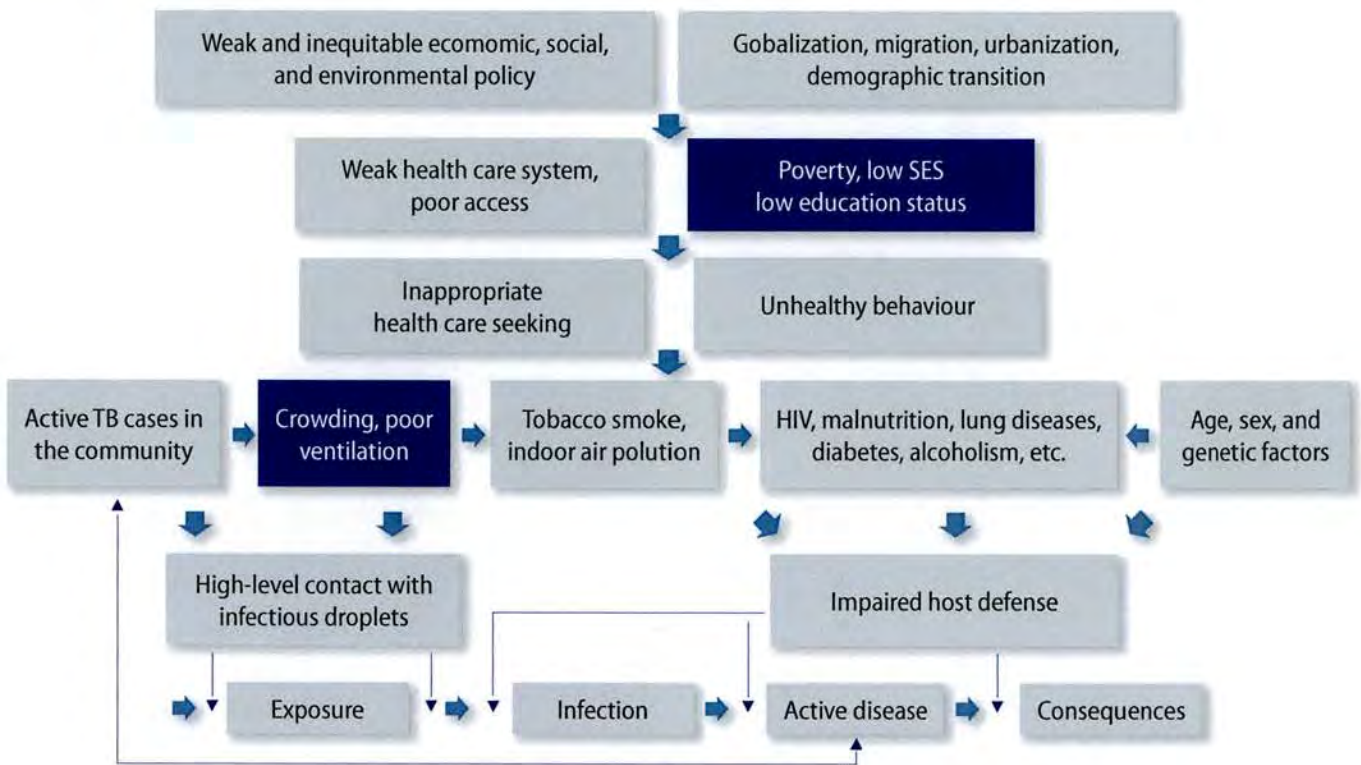 Weak and inequitable ecomomic, social,
and environmental policy
Gobalization, migration, urbanization,
demographic transition
Weak health care system,
poor access
Poverty, low SES
low education status
Inappropriate
health care seeking
Unhealthy behaviour
Active TB cases in
the community
Crowding, poor
ventilation
Tobacco smoke,
indoor air polution
HIV, malnutrition, lung diseases,
diabetes, alcoholism, etc.
Age, sex, and
genetic factors
High-level contact with
infectious droplets
Impaired host defense
Exposure
Infection
Active disease
Consequences